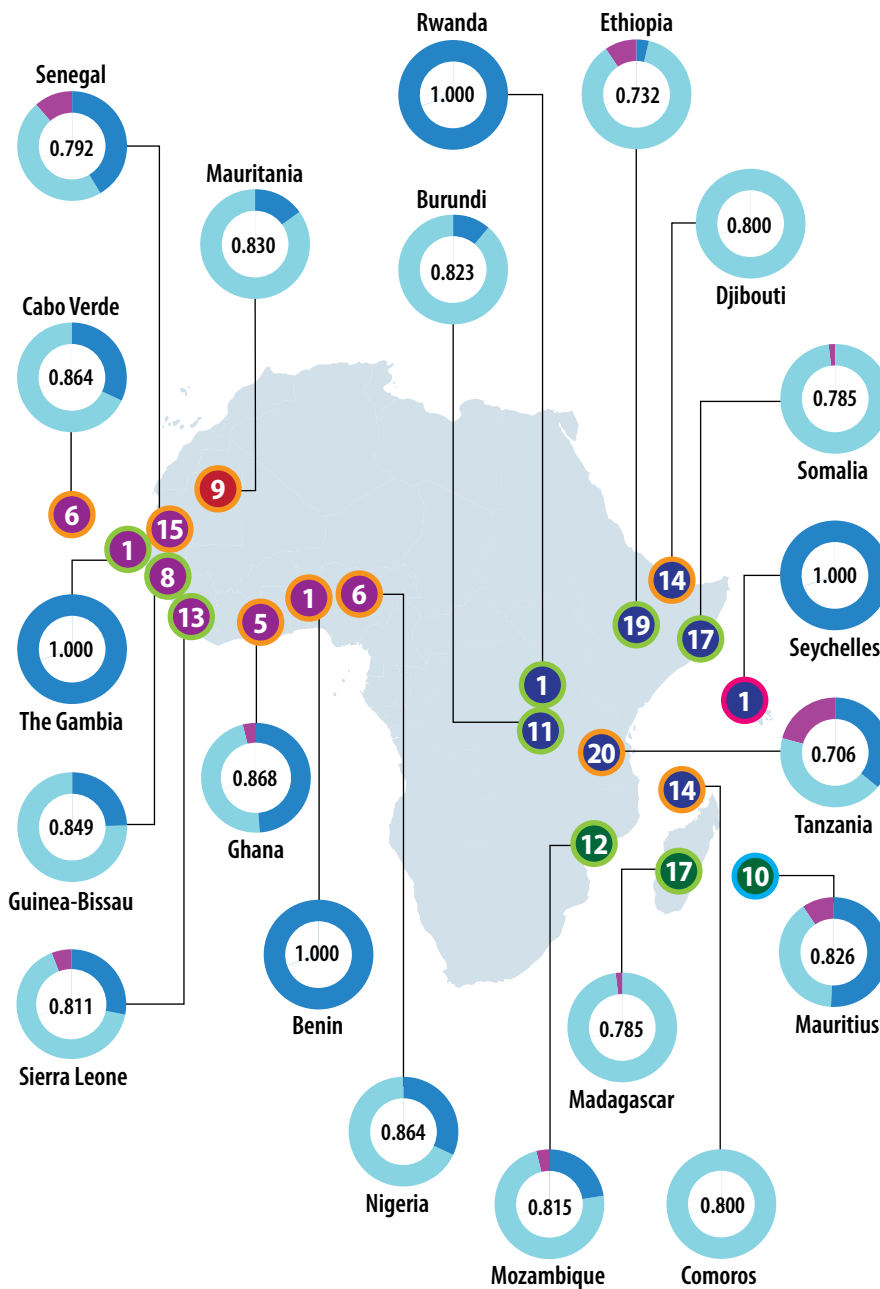 Rwanda
1.000
Ethiopia
0.732
Senegal
0.792
Mauritania
0.830
Burundi
0.823
0.800
Djibouti
Cabo Verde
0.864
0.785
Somalia
6
9
15
1
8
13
5
1
6
14
19
17
1.000
Seychelles
1
1
11
20
1.000
The Gambia
0.868
Ghana
0.706
Tanzania
14
12
17
10
0.849
Guinea-Bissau
1.000
Benin
0.826
Mauritius
0.811
Sierra Leone
0.785
Madagascar
0.864
Nigeria
0.815
Mozambique
0.800
Comoros